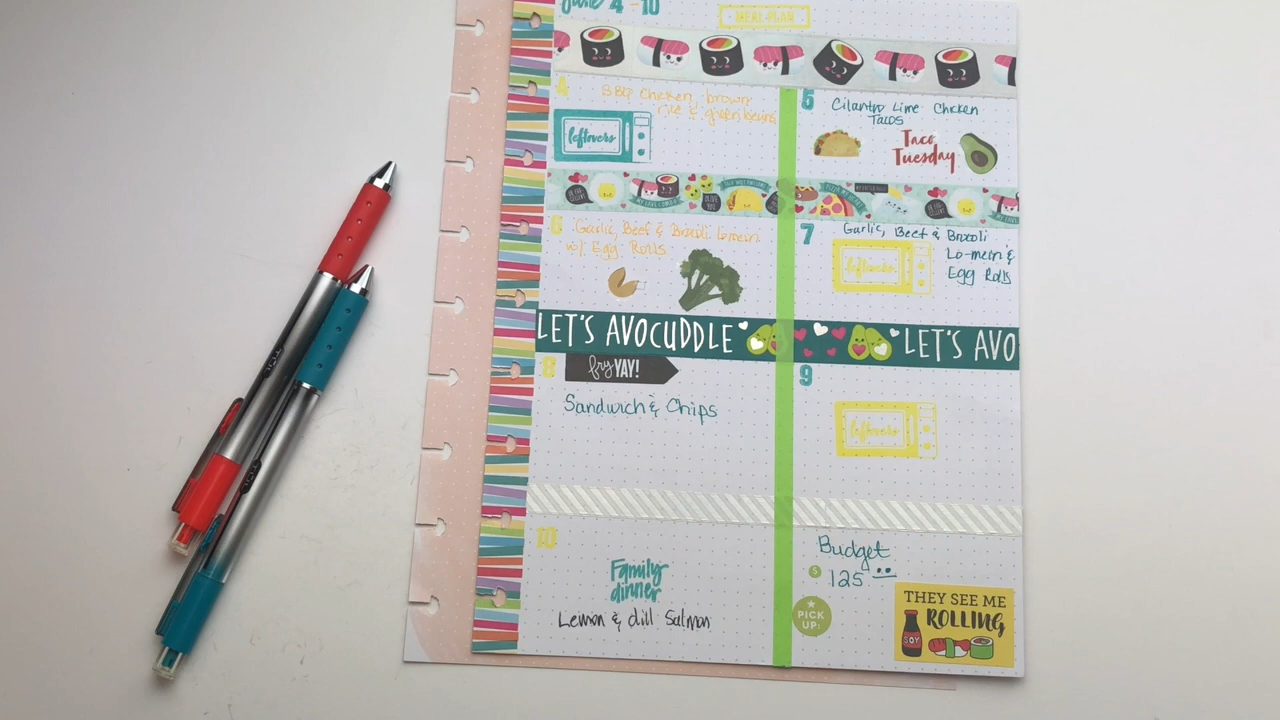 June 4-10
MEAL PLAN
4
BBQ Chicken, brown
rice & green beans
leftovers
5
Cilantro Lime Chicken
Tacos
Taco
Tuesday
6
Garlic, Beef & Brocoli Lomein
w/ Egg Rolls
7
Garlic, Beef & Brocoli
Lo-mein &
Egg Rolls
leftovers
LET'S AVOCUDDLE
LET'S AVO
8
fry YAY!
Sandwich & Chips
9
leftovers
10
Family
dinner
Lemon & dill Salmon
Budget
$ 125
PICK
UP:
THEY SEE ME
ROLLING
SOY